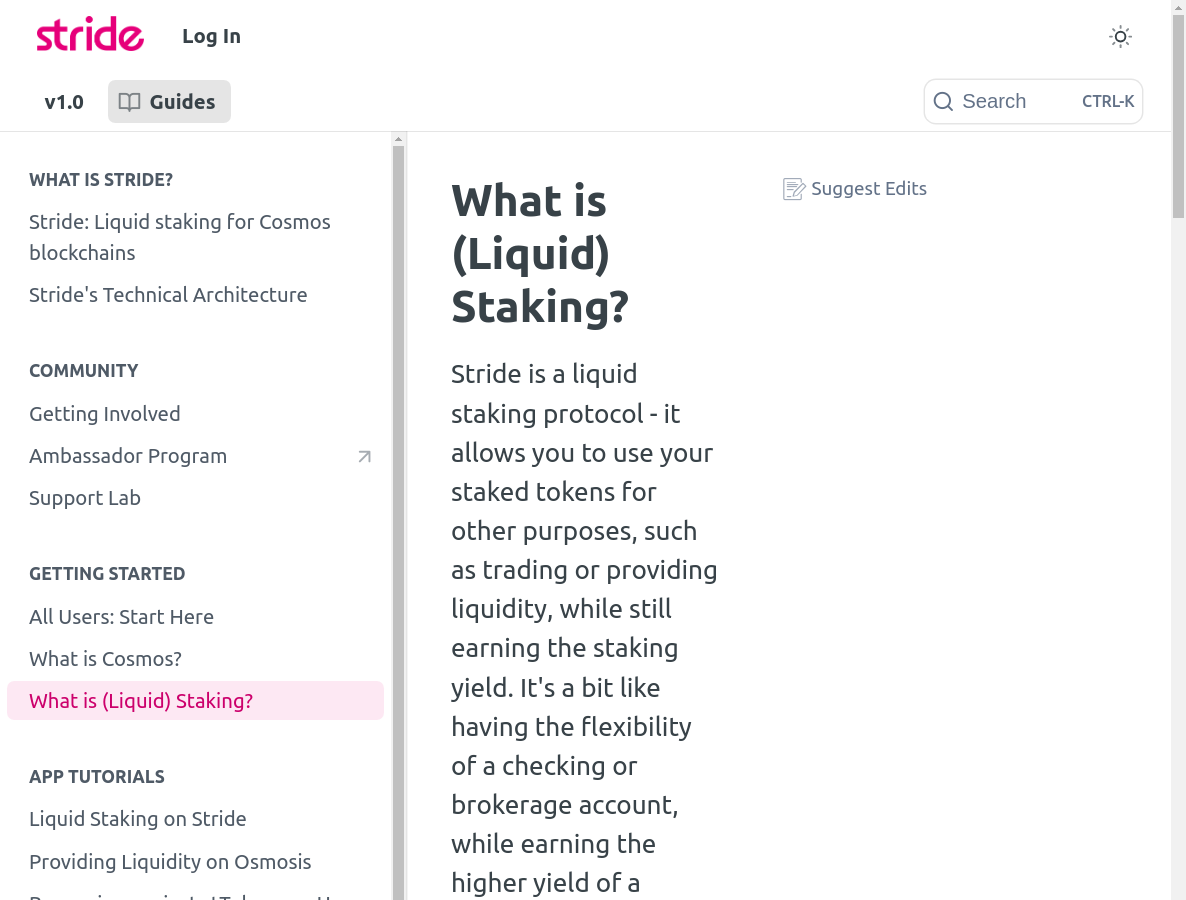 stride
Log In
v1.0
Guides
Search
CTRL-K
WHAT IS STRIDE?
Stride: Liquid staking for Cosmos
blockchains
Stride's Technical Architecture
COMMUNITY
Getting Involved
Ambassador Program
Support Lab
GETTING STARTED
All Users: Start Here
What is Cosmos?
What is (Liquid) Staking?
APP TUTORIALS
Liquid Staking on Stride
Providing Liquidity on Osmosis
What is
(Liquid)
Staking?
Suggest Edits
Stride is a liquid
staking protocol - it
allows you to use your
staked tokens for
other purposes, such
as trading or providing
liquidity, while still
earning the staking
yield. It's a bit like
having the flexibility
of a checking or
brokerage account,
while earning the
higher yield of a